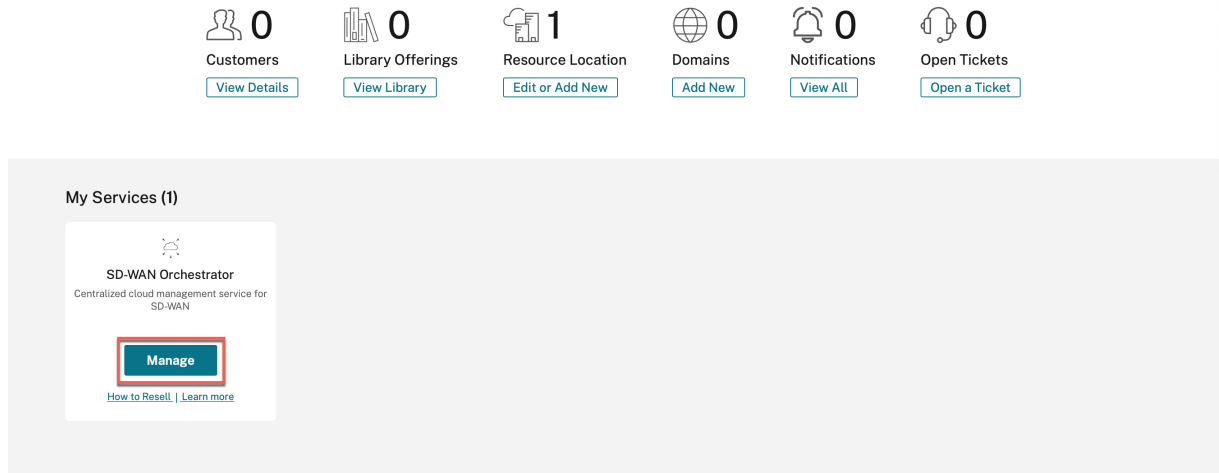 0 0 1 0 0 0
Customers Library Offerings Resource Location Domains Notifications Open Tickets
View Details View Library Edit or Add New Add New View All Open a Ticket
My Services (1)
SD-WAN Orchestrator
Centralized cloud management service for
SD-WAN
Manage
How to Resell | Learn more